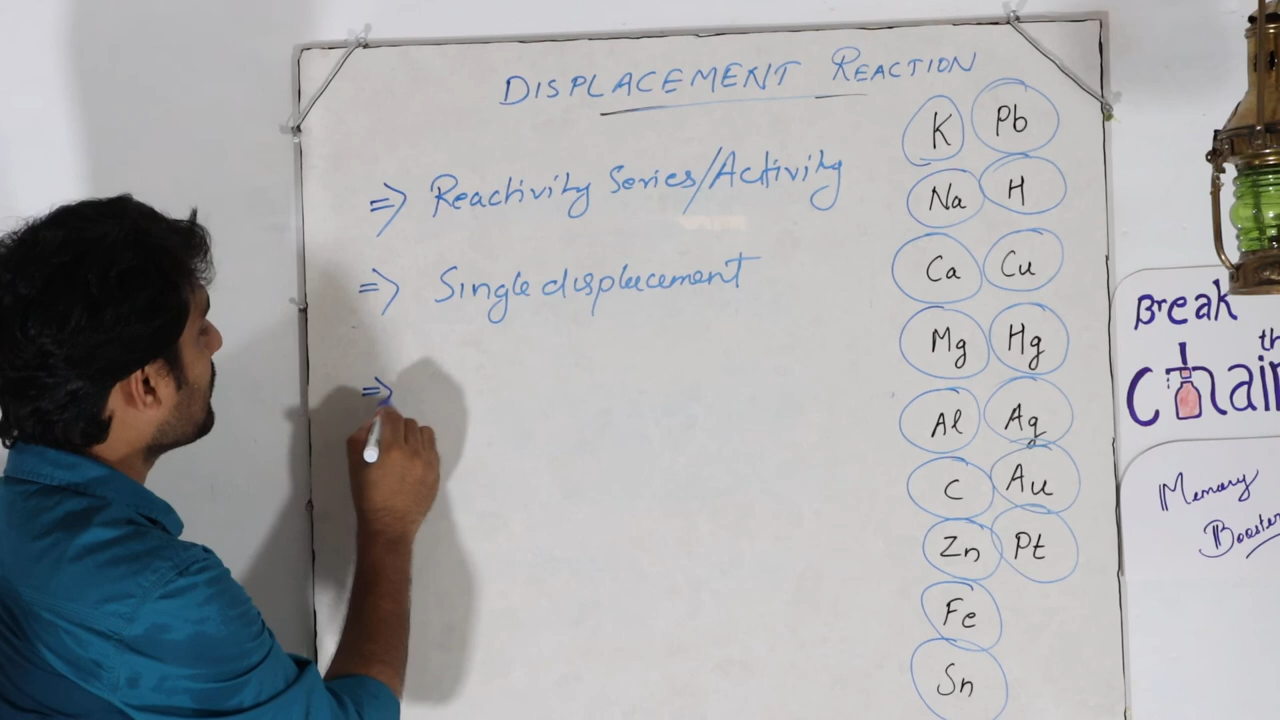 DISPLACEMENT REACTION
=> Reactivity Series/Activity
=> Single displacement
=>
K Pb
Na H
Ca Cu
Mg Hg
Al Ag
C Au
Zn Pt
Fe
Sn
Break
th
Chain
Memory
Booster